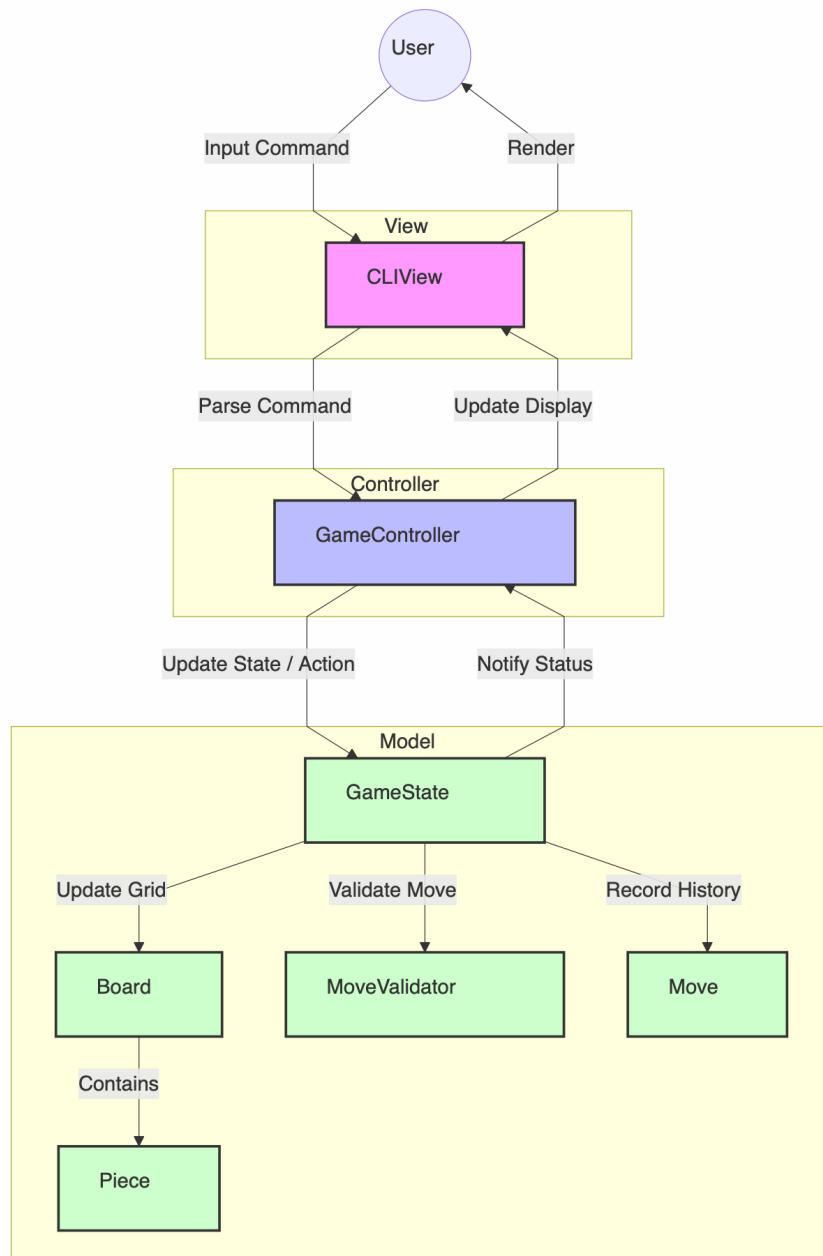 User
Input Command
Render
View
CLIView
Parse Command
Update Display
Controller
GameController
Update State / Action
Notify Status
Model
GameState
Update Grid
Validate Move
Record History
Board
MoveValidator
Move
Contains
Piece